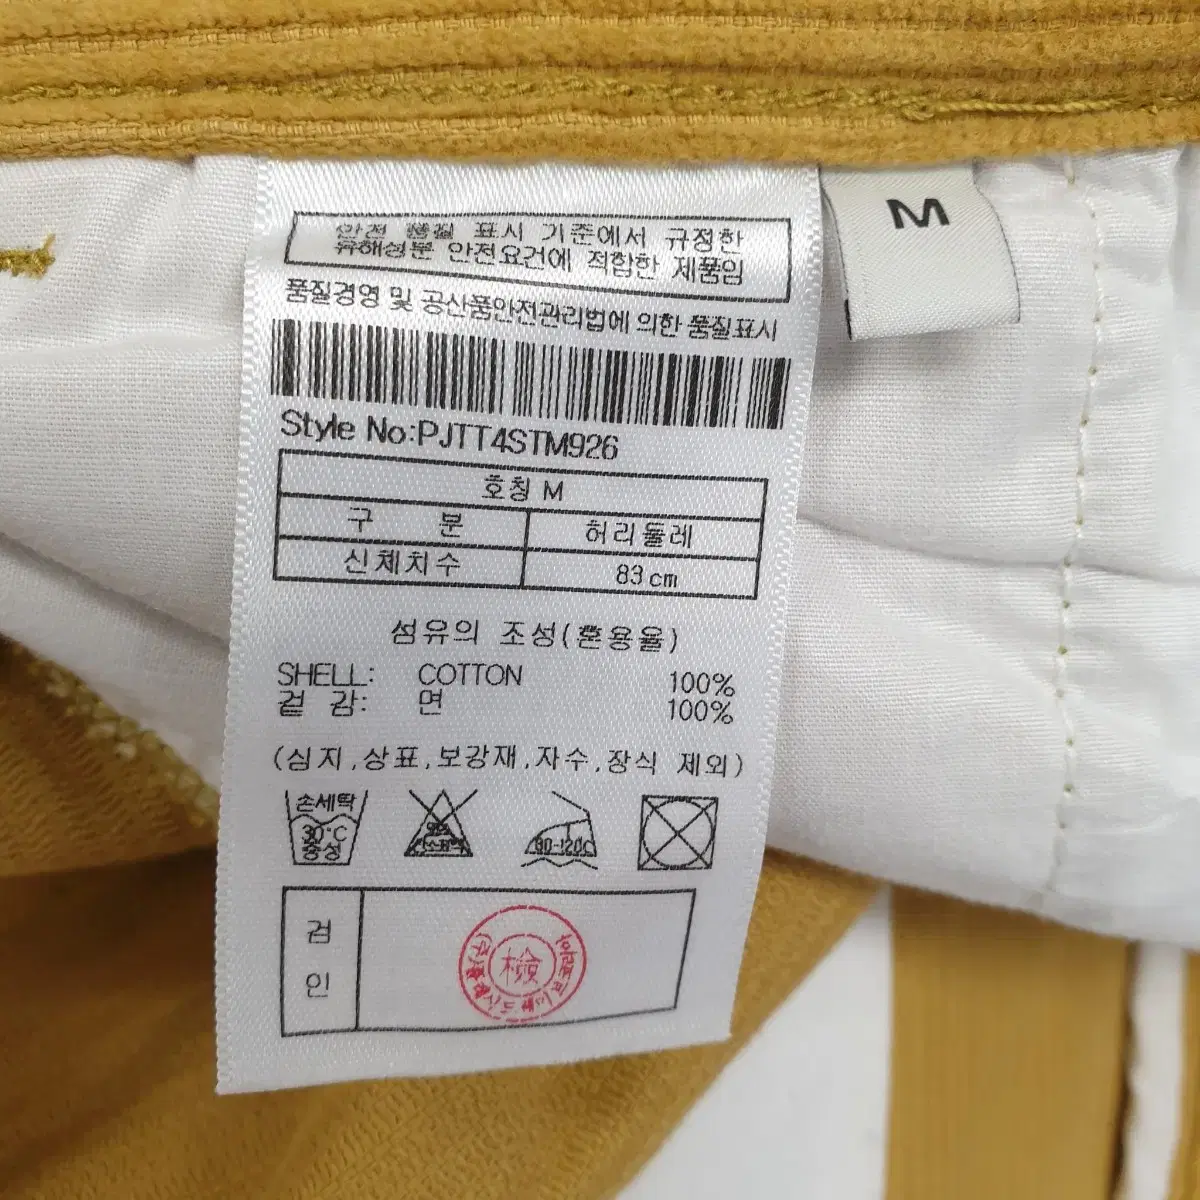 안전 품질 표시 기준에서 규정한
유해성분 안전요건에 적합한 제품임
품질경영 및 공산품안전관리법에 의한 품질표시
M
Style No:PJTT4STM926
호칭 M
구 분 허리둘레
신체치수 83cm
섬유의 조성(혼용율)
SHELL: COTTON 100%
겉 감: 면 100%
(심지,상표,보강재,자수,장식 제외)
손세탁
30℃
중성
80-120℃
검
인
檢